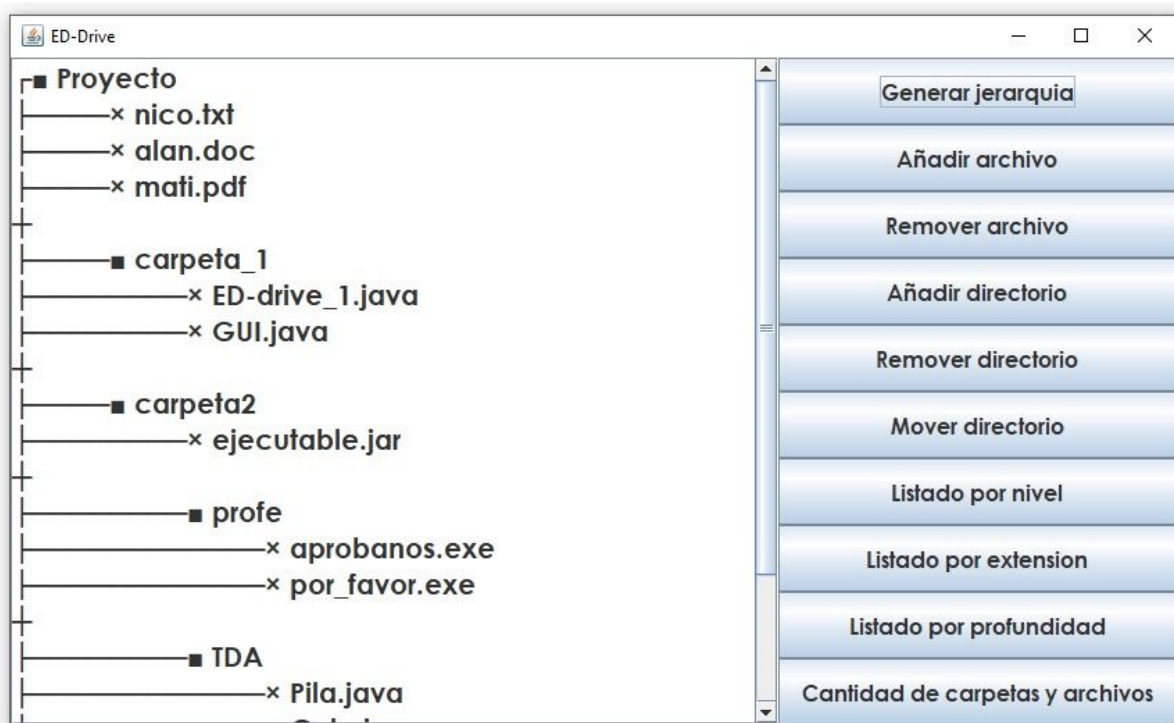 ED-Drive
Proyecto
nico.txt
alan.doc
mati.pdf
carpeta_1
ED-drive_1.java
GUI.java
carpeta2
ejecutable.jar
profe
aprobanos.exe
por_favor.exe
TDA
Pila.java
Generar jerarquia
Añadir archivo
Remover archivo
Añadir directorio
Remover directorio
Mover directorio
Listado por nivel
Listado por extension
Listado por profundidad
Cantidad de carpetas y archivos